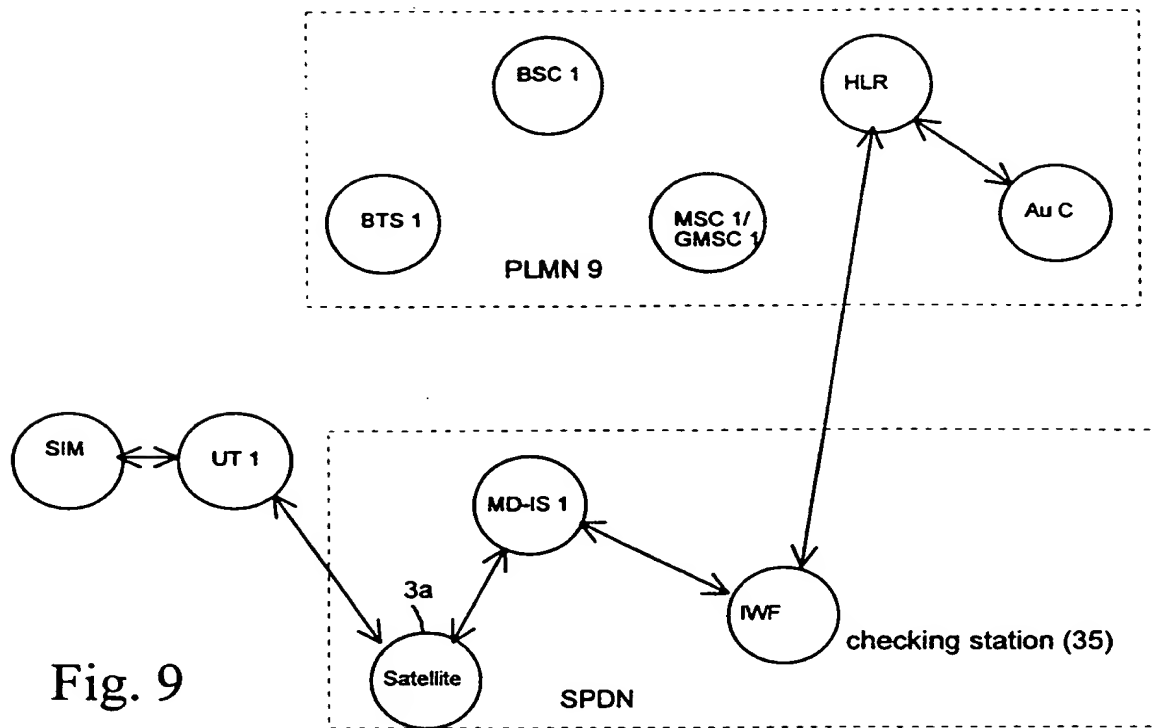 BSC 1
HLR
BTS 1
MSC 1/
GMSC 1
Au C
PLMN 9
SIM
UT 1
MD-IS 1
3a
IWF
checking station (35)
Satellite
SPDN
Fig. 9